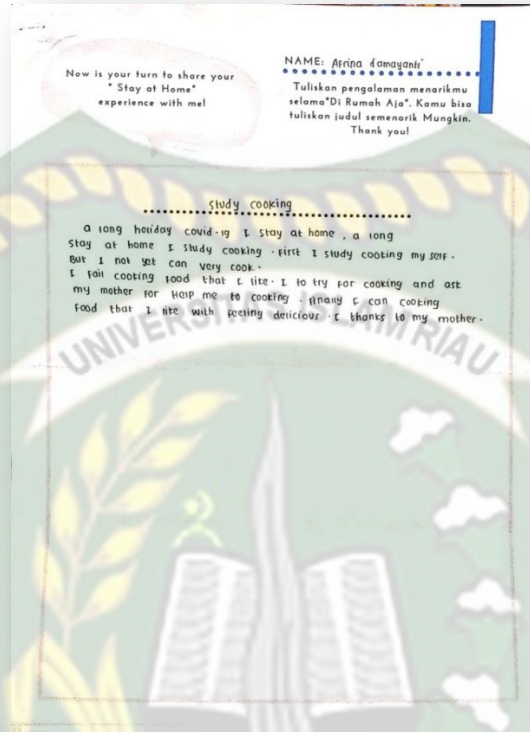 Now is your turn to share your
" Stay at Home"
experience with me!
NAME: Afrina damayanti
Tuliskan pengalaman menarikmu
selama"Di Rumah Aja". Kamu bisa
tuliskan judul semenarik Mungkin.
Thank you!
study cooking
a long holiday covid-19 I stay at home , a long
stay at home I study cooking . first I study cooking my self .
But I not yet can very cook .
I fail cooking food that I like . I to try for cooking and ask
my mother for Help me to cooking . finally I can cooking
food that I like with feeling delicious . I thanks to my mother .
UNIVERSITAS ISLAM RIAU